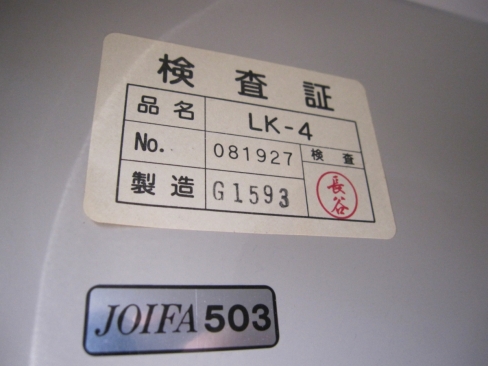 検査証
品名 LK-4
No. 081927 検査
製造 G1593 長谷
JOIFA 503